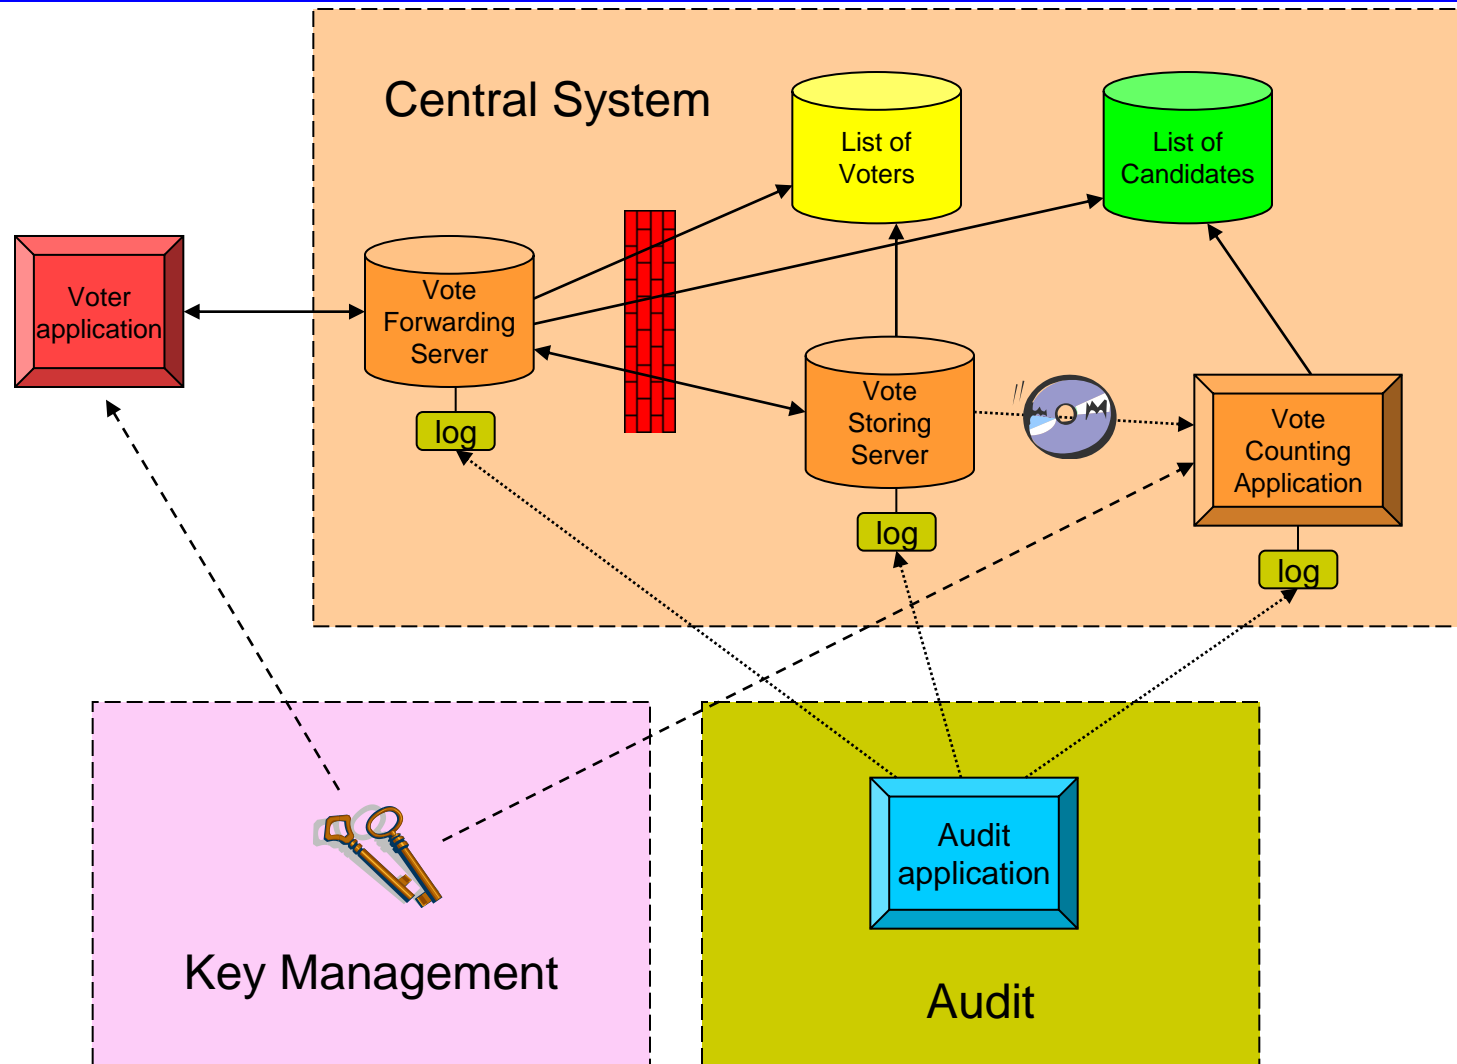 Central System
List of
Voters
List of
Candidates
Voter
application
Vote
Forwarding
Server
log
Vote
Storing
Server
log
Vote
Counting
Application
log
Key Management
Audit
application
Audit